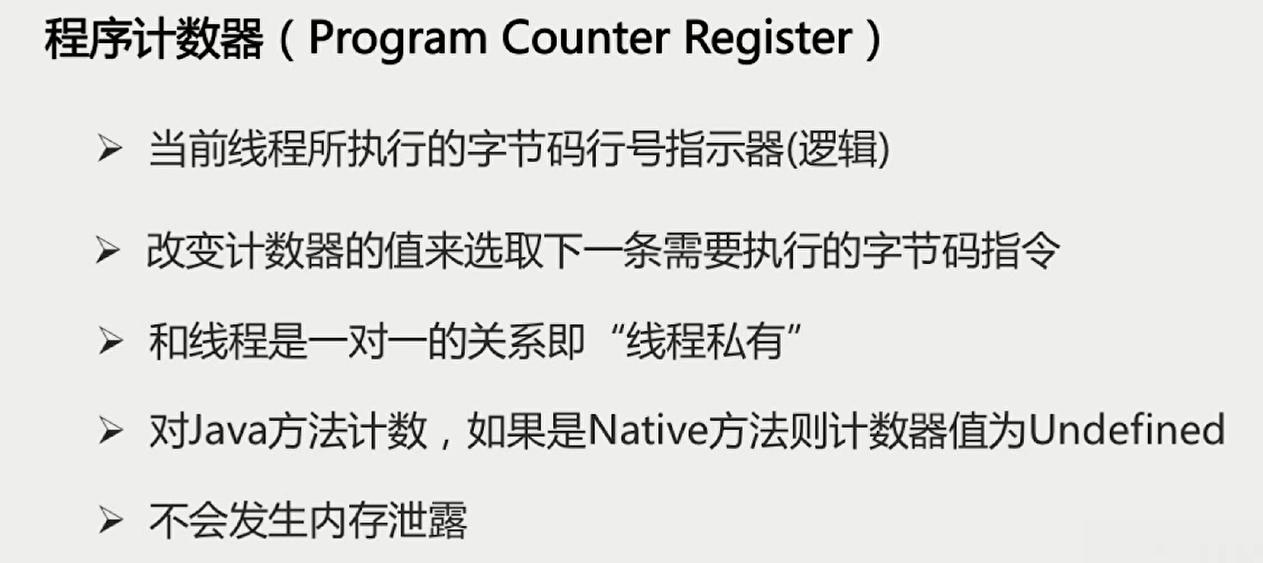 程序计数器（Program Counter Register）
当前线程所执行的字节码行号指示器(逻辑)
改变计数器的值来选取下一条需要执行的字节码指令
和线程是一对一的关系即“线程私有”
对Java方法计数，如果是Native方法则计数器值为Undefined
不会发生内存泄露